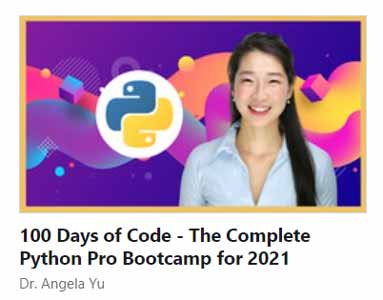 100 Days of Code - The Complete
Python Pro Bootcamp for 2021
Dr. Angela Yu